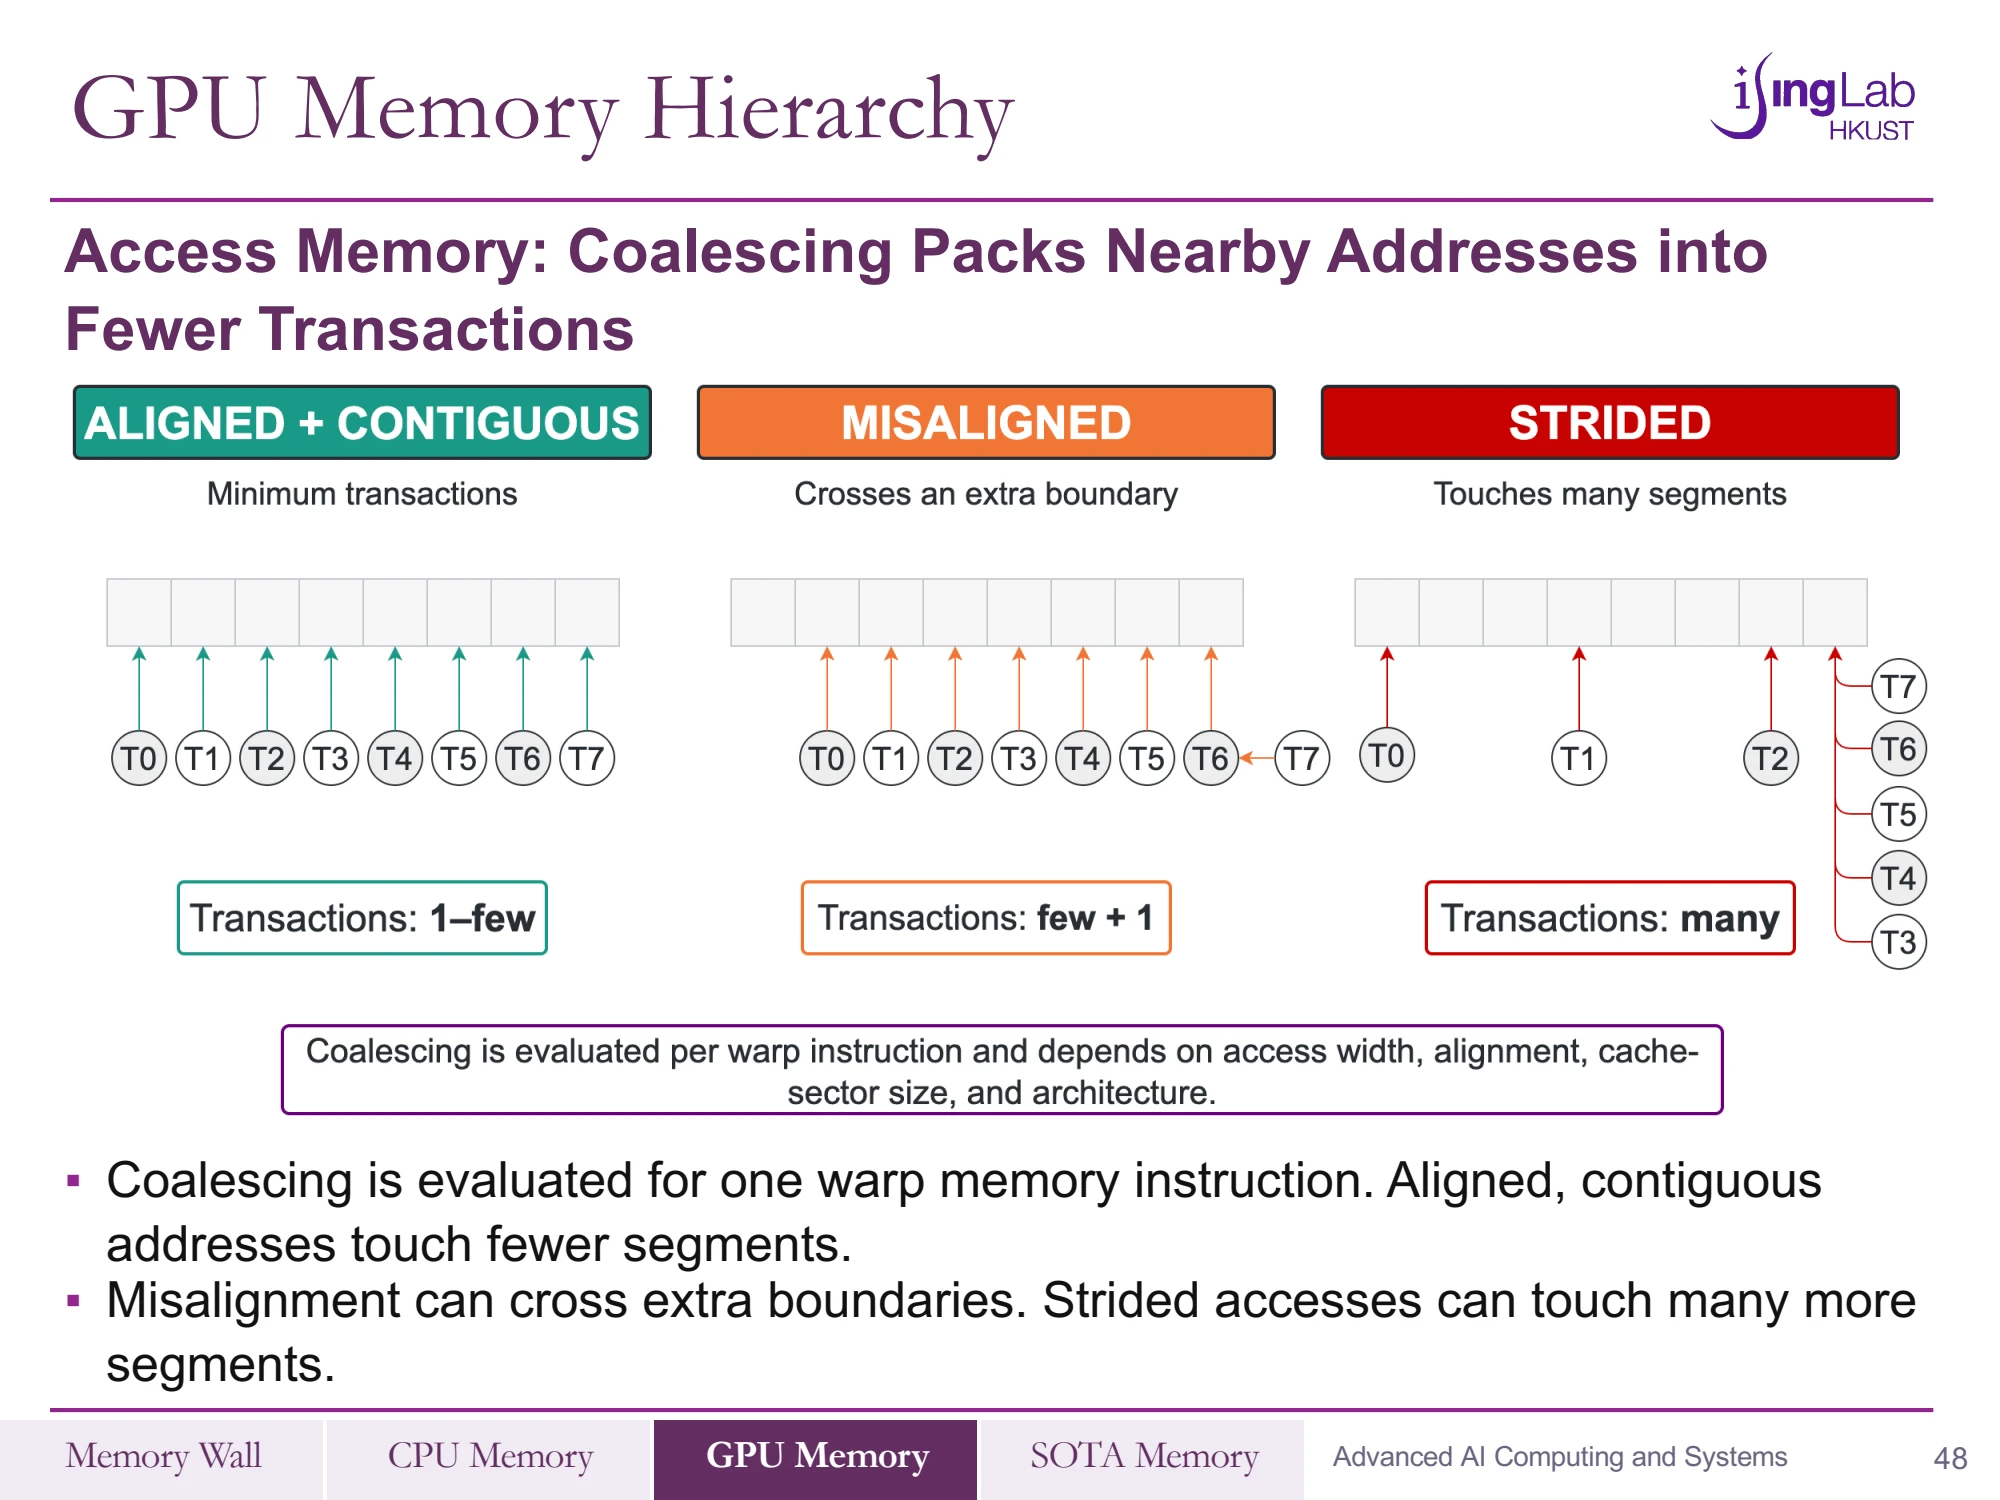 GPU Memory Hierarchy
iSingLab
HKUST
Access Memory: Coalescing Packs Nearby Addresses into
Fewer Transactions
ALIGNED + CONTIGUOUS
Minimum transactions
T0 T1 T2 T3 T4 T5 T6 T7
Transactions: 1–few
MISALIGNED
Crosses an extra boundary
T0 T1 T2 T3 T4 T5 T6 T7
Transactions: few + 1
STRIDED
Touches many segments
T0 T1 T2
T7
T6
T5
T4
T3
Transactions: many
Coalescing is evaluated per warp instruction and depends on access width, alignment, cache-
sector size, and architecture.
▪ Coalescing is evaluated for one warp memory instruction. Aligned, contiguous
addresses touch fewer segments.
▪ Misalignment can cross extra boundaries. Strided accesses can touch many more
segments.
Memory Wall
CPU Memory
GPU Memory
SOTA Memory
Advanced AI Computing and Systems
48